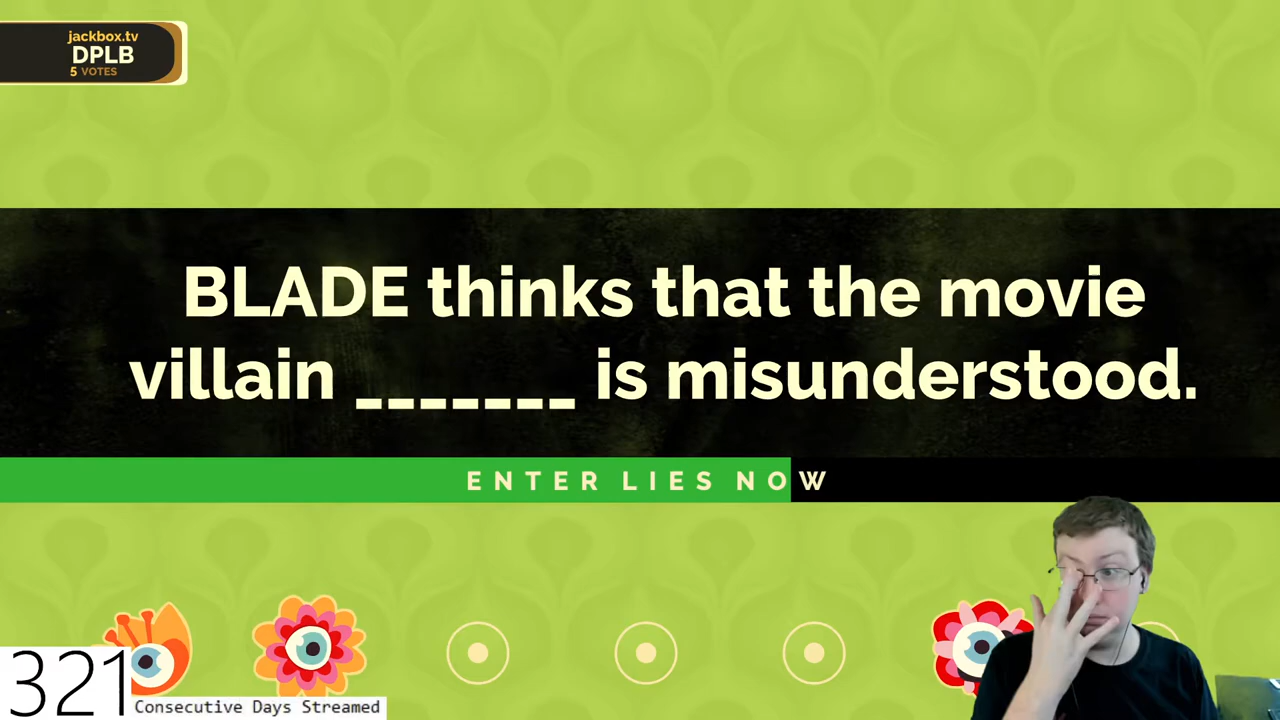 jackbox.tv
DPLB
5 VOTES
BLADE thinks that the movie
villain _______ is misunderstood.
ENTER LIES NOW
321
Consecutive Days Streamed